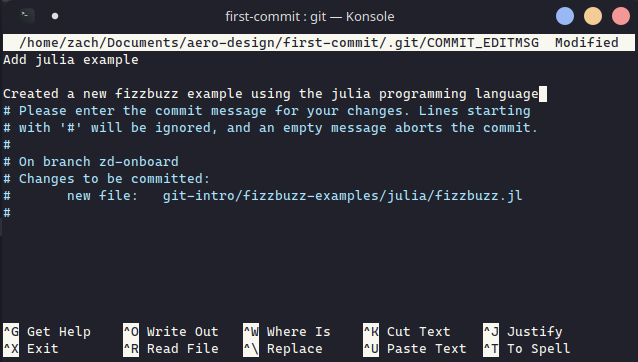 first-commit : git — Konsole
/home/zach/Documents/aero-design/first-commit/.git/COMMIT_EDITMSG Modified
Add julia example
Created a new fizzbuzz example using the julia programming language
# Please enter the commit message for your changes. Lines starting
# with '#' will be ignored, and an empty message aborts the commit.
#
# On branch zd-onboard
# Changes to be committed:
#       new file:   git-intro/fizzbuzz-examples/julia/fizzbuzz.jl
#
^G Get Help ^O Write Out ^W Where Is ^K Cut Text ^J Justify
^X Exit ^R Read File ^\ Replace ^U Paste Text ^T To Spell